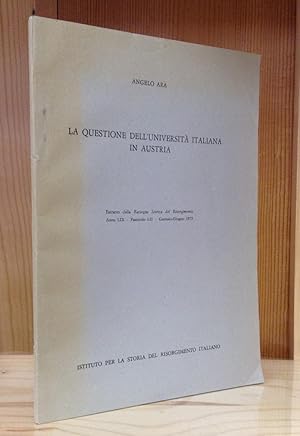 ANGELO ARA
LA QUESTIONE DELL'UNIVERSITÀ ITALIANA
IN AUSTRIA
Estratto dalla Rassegna Storica del Risorgimento
Anno LIX - Fascicolo I-II - Gennaio-Giugno 1973
ISTITUTO PER LA STORIA DEL RISORGIMENTO ITALIANO